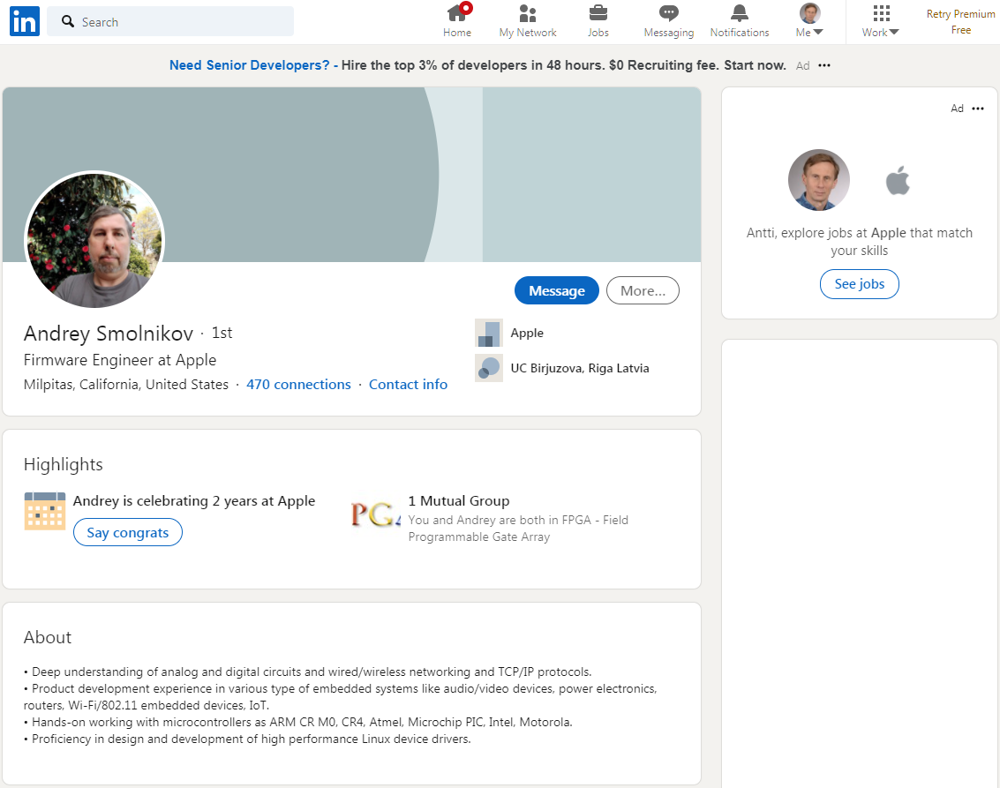 in
Search
Home
My Network
Jobs
Messaging
Notifications
Me
Work
Retry Premium
Free
Need Senior Developers? - Hire the top 3% of developers in 48 hours. $0 Recruiting fee. Start now. Ad •••
Ad •••
Antti, explore jobs at Apple that match
your skills
See jobs
Message
More...
Andrey Smolnikov · 1st
Firmware Engineer at Apple
Milpitas, California, United States · 470 connections · Contact info
Apple
UC Birjuzova, Riga Latvia
Highlights
Andrey is celebrating 2 years at Apple
Say congrats
PGA
1 Mutual Group
You and Andrey are both in FPGA - Field
Programmable Gate Array
About
• Deep understanding of analog and digital circuits and wired/wireless networking and TCP/IP protocols.
• Product development experience in various type of embedded systems like audio/video devices, power electronics,
routers, Wi-Fi/802.11 embedded devices, IoT.
• Hands-on working with microcontrollers as ARM CR M0, CR4, Atmel, Microchip PIC, Intel, Motorola.
• Proficiency in design and development of high performance Linux device drivers.